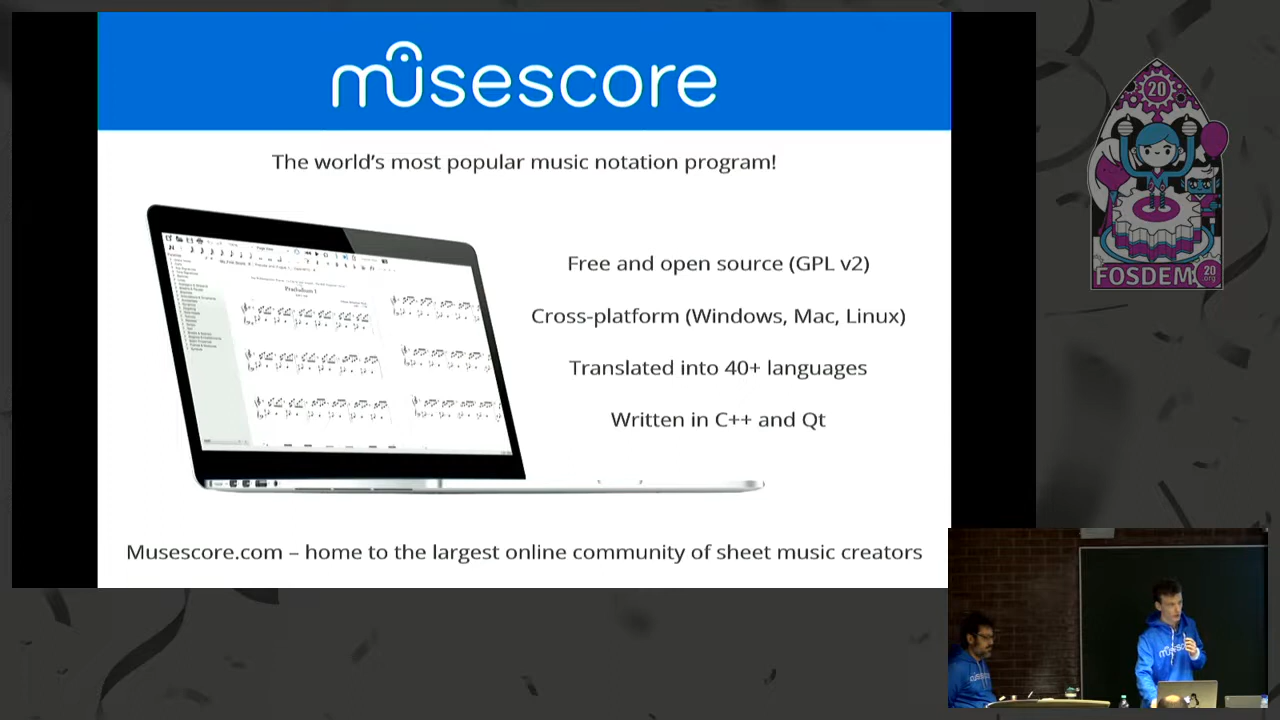 musescore
The world's most popular music notation program!
Free and open source (GPL v2)
Cross-platform (Windows, Mac, Linux)
Translated into 40+ languages
Written in C++ and Qt
Musescore.com – home to the largest online community of sheet music creators
20
FOSDEM
20
.org